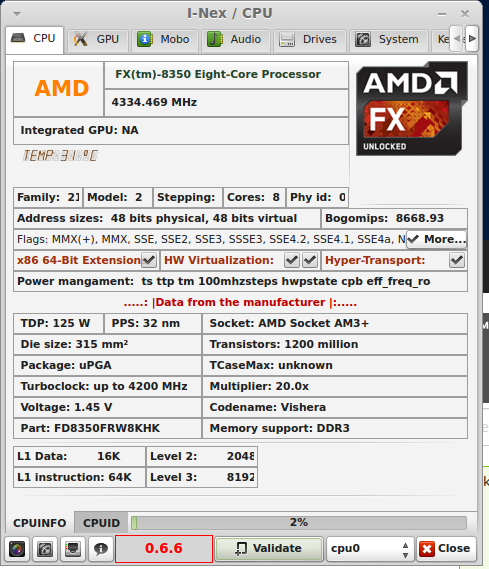 I-Nex / CPU
CPU GPU Mobo Audio Drives System
AMD
FX(tm)-8350 Eight-Core Processor
4334.469 MHz
Integrated GPU: NA
TEMP: 31°C
AMD
FX
UNLOCKED
Family: 21 Model: 2 Stepping: Cores: 8 Phy id: 0
Address sizes: 48 bits physical, 48 bits virtual Bogomips: 8668.93
Flags: MMX(+), MMX, SSE, SSE2, SSE3, SSSE3, SSE4.2, SSE4.1, SSE4a, N More...
x86 64-Bit Extension HW Virtualization: Hyper-Transport:
Power mangament: ts ttp tm 100mhzsteps hwpstate cpb eff_freq_ro
.....: |Data from the manufacturer |:.....
TDP: 125 W PPS: 32 nm Socket: AMD Socket AM3+
Die size: 315 mm² Transistors: 1200 million
Package: uPGA TCaseMax: unknown
Turboclock: up to 4200 MHz Multiplier: 20.0x
Voltage: 1.45 V Codename: Vishera
Part: FD8350FRW8KHK Memory support: DDR3
L1 Data: 16K Level 2: 2048
L1 instruction: 64K Level 3: 8192
CPUINFO CPUID 2%
0.6.6 Validate cpu0 Close